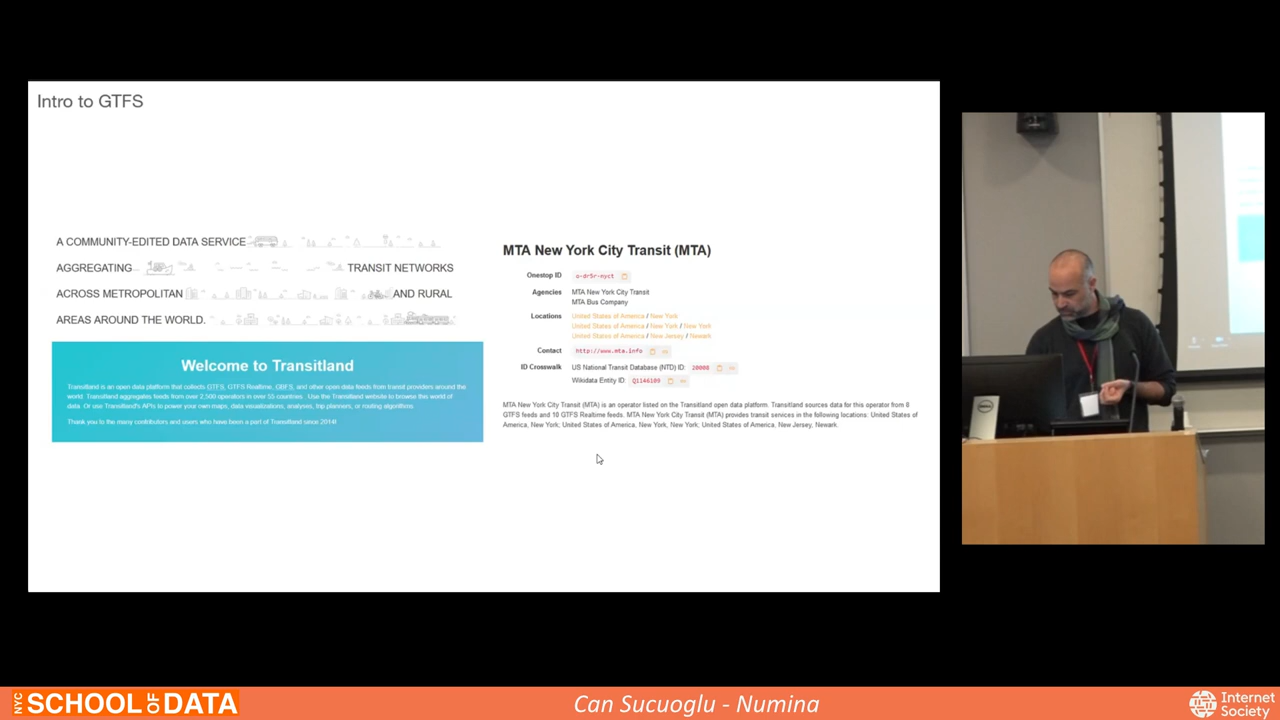 Intro to GTFS
A COMMUNITY-EDITED DATA SERVICE
AGGREGATING TRANSIT NETWORKS
ACROSS METROPOLITAN AND RURAL
AREAS AROUND THE WORLD.
Welcome to Transitland
Transitland is an open data platform that collects GTFS, GTFS Realtime, GBFS, and other open-data feeds from transit providers around the
world. Transitland aggregates feeds from over 2,500 operators in over 55 countries. Use the Transitland website to browse this world of
data. Or use Transitland's APIs to power your own maps, data visualizations, analyses, trip planners, or routing algorithms.
Thank you to the many contributors and users who have been a part of Transitland since 2014!
MTA New York City Transit (MTA)
Onestop ID o-dr5r-nyct
Agencies MTA New York City Transit
MTA Bus Company
Locations United States of America / New York
United States of America / New York / New York
United States of America / New Jersey / Newark
Contact http://www.mta.info
ID Crosswalk US National Transit Database (NTD) ID: 20008
Wikidata Entity ID: Q1146109
MTA New York City Transit (MTA) is an operator listed on the Transitland open data platform. Transitland sources data for this operator from 8
GTFS feeds and 10 GTFS Realtime feeds. MTA New York City Transit (MTA) provides transit services in the following locations: United States of
America, New York; United States of America, New York, New York; United States of America, New Jersey, Newark.
DELL
NYC SCHOOL OF DATA
Can Sucuoglu - Numina
Internet
Society